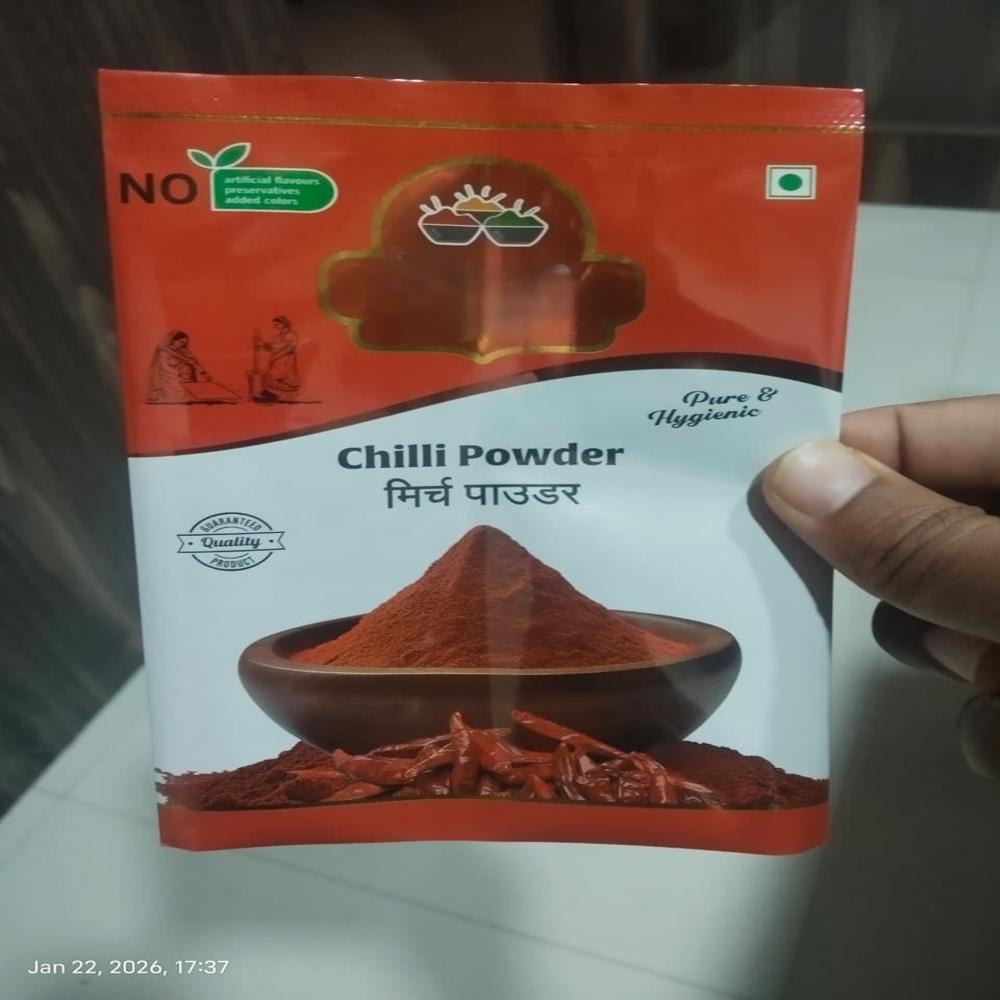 NO
artificial flavours
preservatives
added colors
Pure &
Hygienic
Chilli Powder
मिर्च पाउडर
GUARANTEED
Quality
PRODUCT
Jan 22, 2026, 17:37